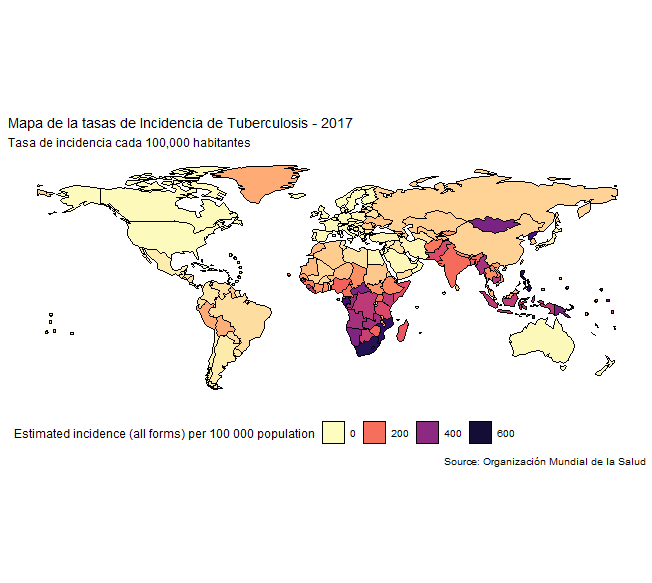 Mapa de la tasas de Incidencia de Tuberculosis - 2017
Tasa de incidencia cada 100,000 habitantes
Estimated incidence (all forms) per 100 000 population 0 200 400 600
Source: Organización Mundial de la Salud